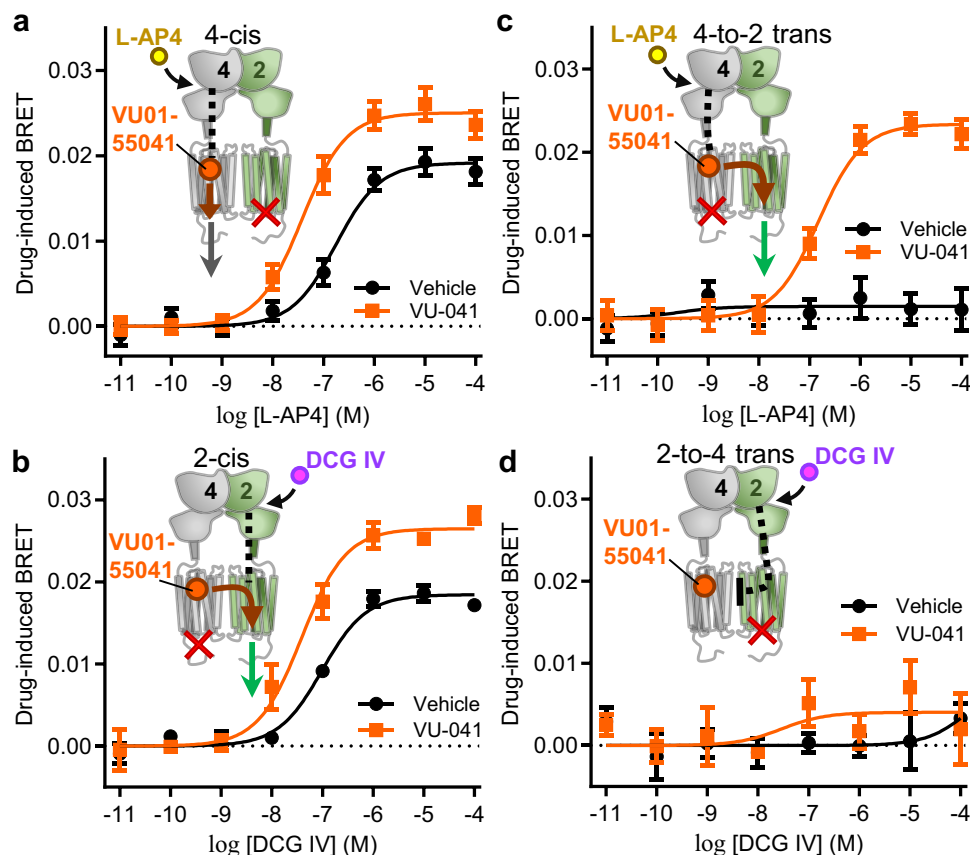 a
L-AP4
4-cis
4 2
VU01-
55041
Drug-induced BRET
0.03
0.02
0.01
0.00
Vehicle
VU-041
-11 -10 -9 -8 -7 -6 -5 -4
log [L-AP4] (M)
c
L-AP4
4-to-2 trans
4 2
VU01-
55041
Drug-induced BRET
0.03
0.02
0.01
0.00
Vehicle
VU-041
-11 -10 -9 -8 -7 -6 -5 -4
log [L-AP4] (M)
b
2-cis
DCG IV
4 2
VU01-
55041
Drug-induced BRET
0.03
0.02
0.01
0.00
Vehicle
VU-041
-11 -10 -9 -8 -7 -6 -5 -4
log [DCG IV] (M)
d
2-to-4 trans
DCG IV
4 2
VU01-
55041
Drug-induced BRET
0.03
0.02
0.01
0.00
Vehicle
VU-041
-11 -10 -9 -8 -7 -6 -5 -4
log [DCG IV] (M)